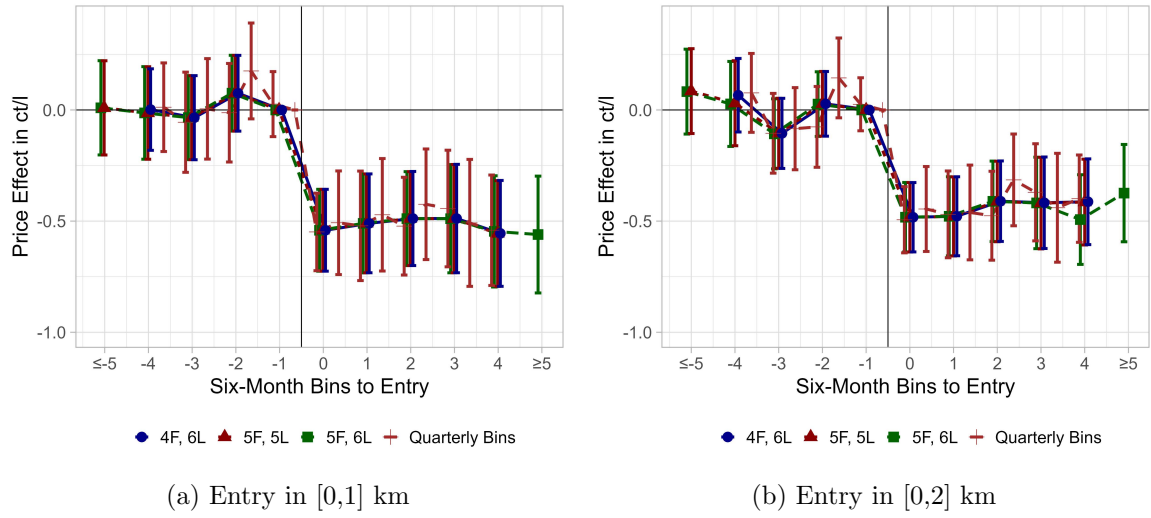 Price Effect in ct/l
0.0
-0.5
-1.0
≤-5 -4 -3 -2 -1 0 1 2 3 4 ≥5
Six-Month Bins to Entry
4F, 6L 5F, 5L 5F, 6L Quarterly Bins
(a) Entry in [0,1] km
Price Effect in ct/l
0.0
-0.5
-1.0
≤-5 -4 -3 -2 -1 0 1 2 3 4 ≥5
Six-Month Bins to Entry
4F, 6L 5F, 5L 5F, 6L Quarterly Bins
(b) Entry in [0,2] km